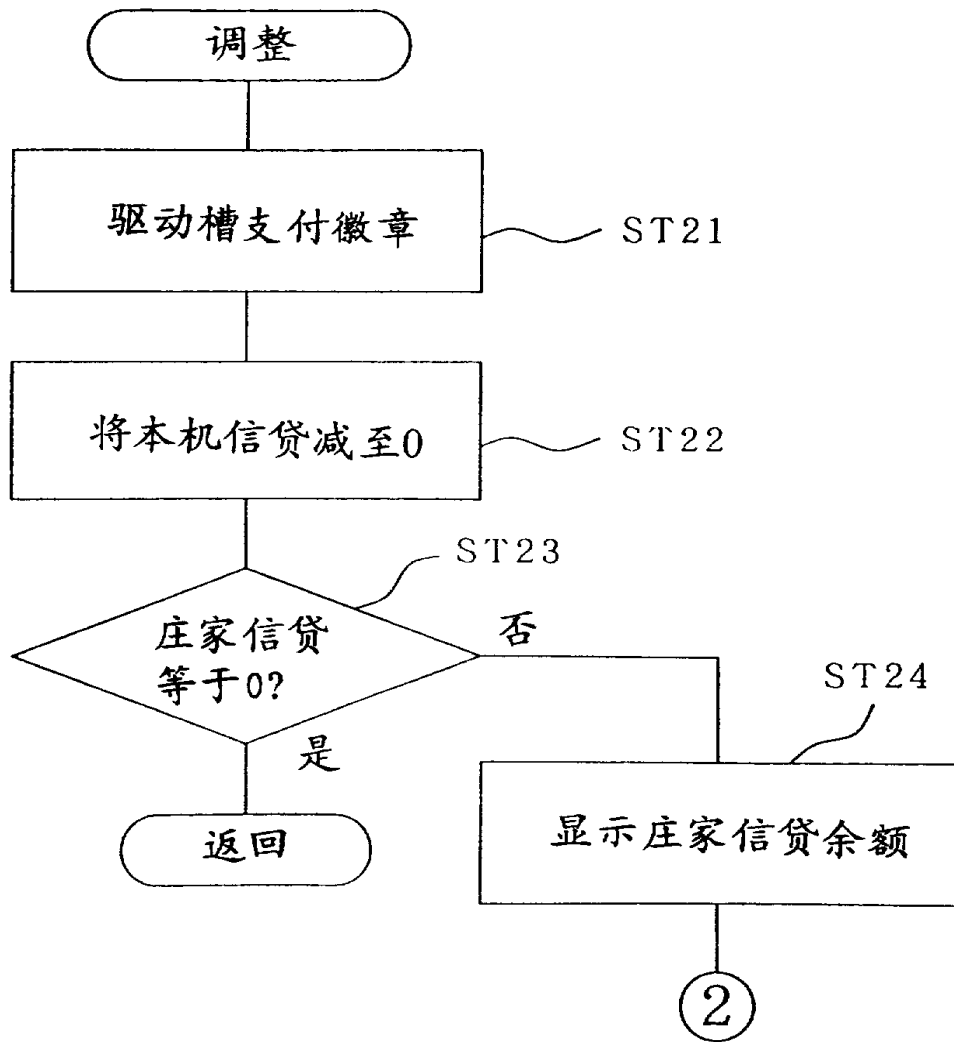 调整
驱动槽支付徽章
ST21
将本机信贷减至0
ST22
ST23
庄家信贷
等于0?
否
是
ST24
返回
显示庄家信贷余额
2